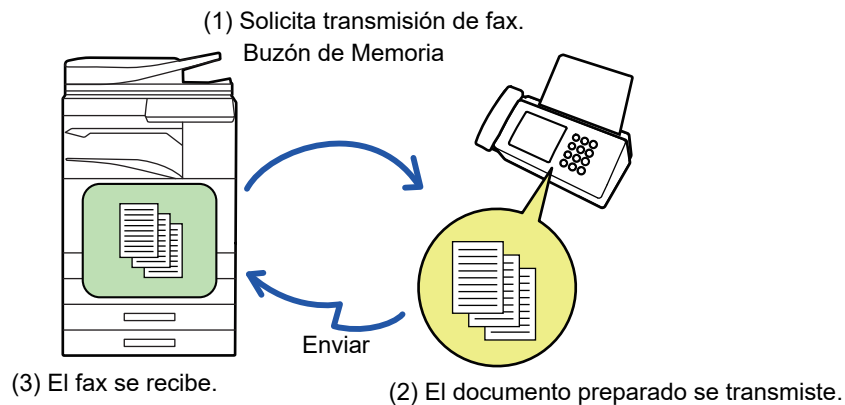 (1) Solicita transmisión de fax.
Buzón de Memoria
Enviar
(3) El fax se recibe.
(2) El documento preparado se transmiste.